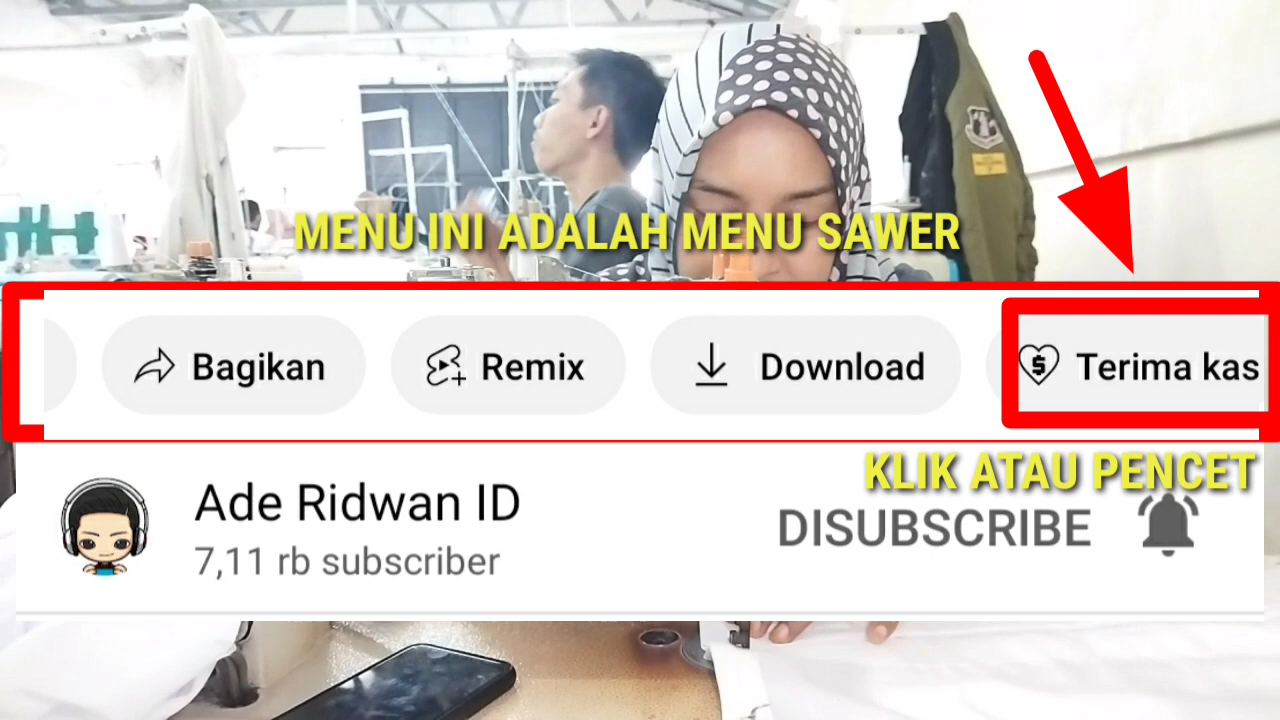 MENU INI ADALAH MENU SAWER
Bagikan
Remix
Download
Terima kas
KLIK ATAU PENCET
Ade Ridwan ID
DISUBSCRIBE
7,11 rb subscriber